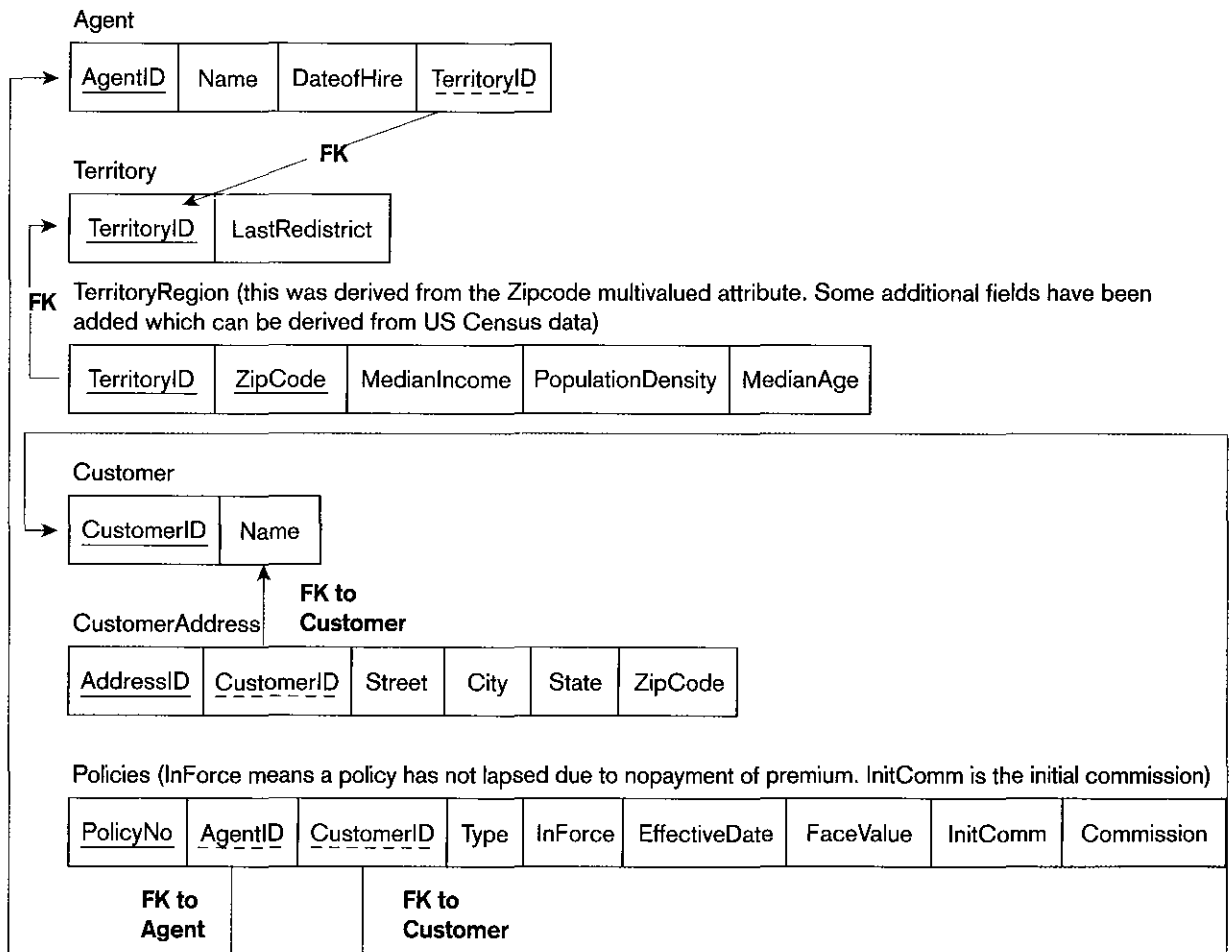 Agent
AgentID Name DateofHire TerritoryID
FK
Territory
TerritoryID LastRedistrict
FK
TerritoryRegion (this was derived from the Zipcode multivalued attribute. Some additional fields have been
added which can be derived from US Census data)
TerritoryID ZipCode MedianIncome PopulationDensity MedianAge
Customer
CustomerID Name
FK to
Customer
CustomerAddress
AddressID CustomerID Street City State ZipCode
Policies (InForce means a policy has not lapsed due to nopayment of premium. InitComm is the initial commission)
PolicyNo AgentID CustomerID Type InForce EffectiveDate FaceValue InitComm Commission
FK to
Agent
FK to
Customer